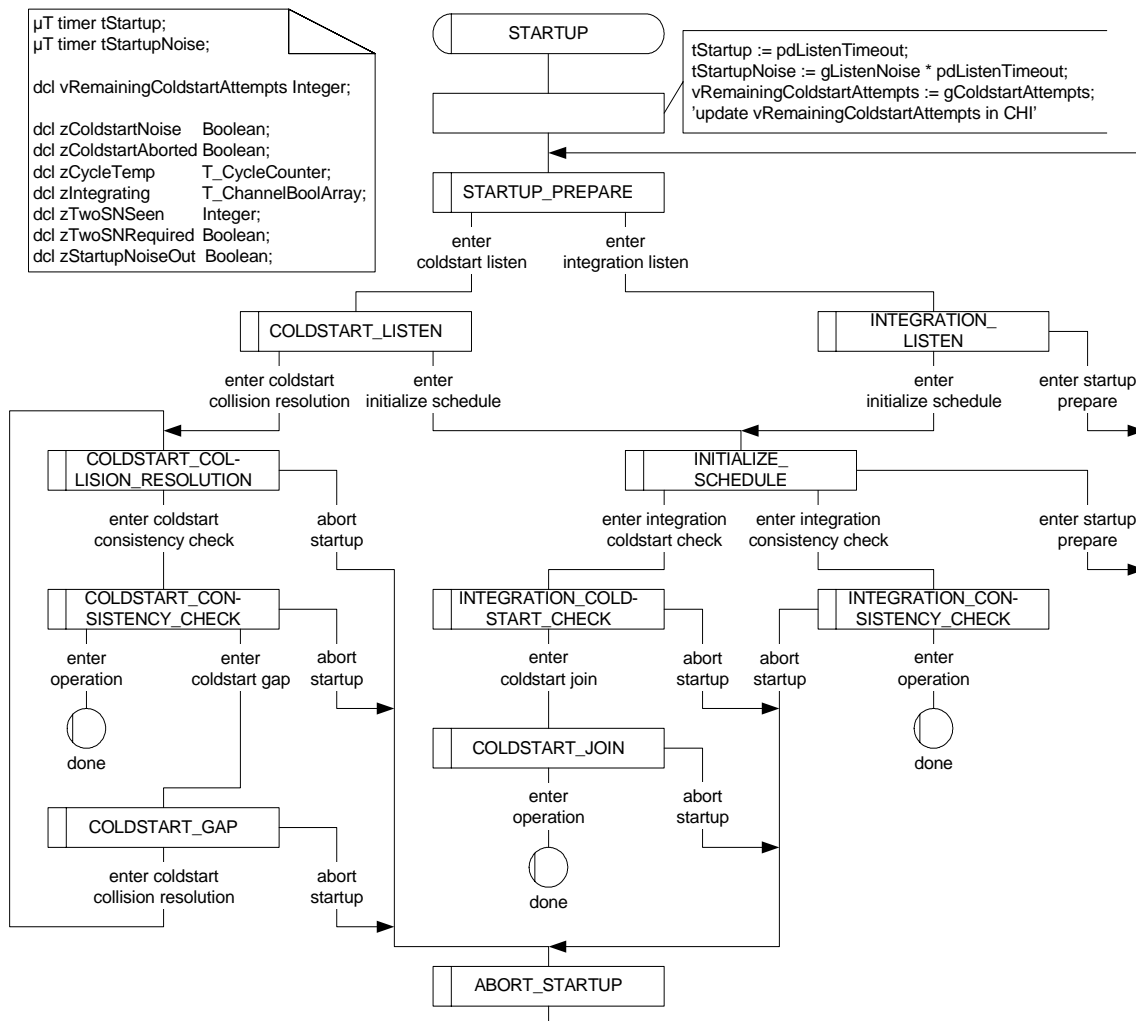 µT timer tStartup;
µT timer tStartupNoise;
dcl vRemainingColdstartAttempts Integer;
dcl zColdstartNoise Boolean;
dcl zColdstartAborted Boolean;
dcl zCycleTemp T_CycleCounter;
dcl zIntegrating T_ChannelBoolArray;
dcl zTwoSNSeen Integer;
dcl zTwoSNRequired Boolean;
dcl zStartupNoiseOut Boolean;
STARTUP
tStartup := pdListenTimeout;
tStartupNoise := gListenNoise * pdListenTimeout;
vRemainingColdstartAttempts := gColdstartAttempts;
'update vRemainingColdstartAttempts in CHI'
STARTUP_PREPARE
enter
coldstart listen
enter
integration listen
COLDSTART_LISTEN
INTEGRATION_
LISTEN
enter coldstart
collision resolution
enter
initialize schedule
enter
initialize schedule
enter startup
prepare
COLDSTART_COL-
LISION_RESOLUTION
INITIALIZE_
SCHEDULE
enter coldstart
consistency check
abort
startup
enter integration
coldstart check
enter integration
consistency check
enter startup
prepare
COLDSTART_CON-
SISTENCY_CHECK
INTEGRATION_COLD-
START_CHECK
INTEGRATION_CON-
SISTENCY_CHECK
enter
operation
enter
coldstart gap
abort
startup
enter
coldstart join
abort
startup
abort
startup
enter
operation
done
COLDSTART_JOIN
done
enter
operation
abort
startup
COLDSTART_GAP
enter coldstart
collision resolution
abort
startup
done
ABORT_STARTUP